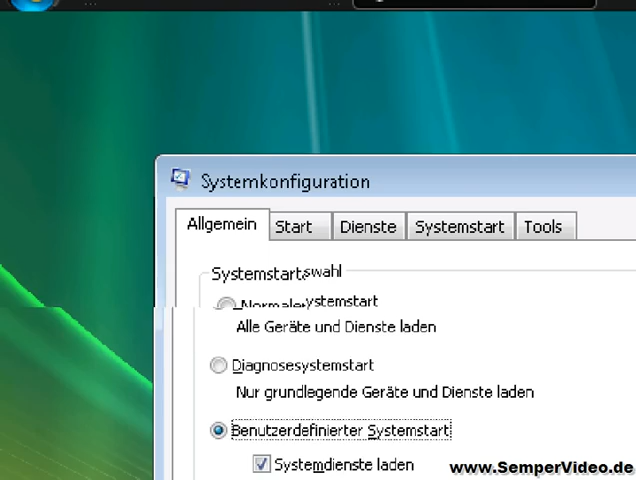 Systemkonfiguration
Allgemein Start Dienste Systemstart Tools
Systemstartswahl
Normaler Systemstart
Alle Geräte und Dienste laden
Diagnosesystemstart
Nur grundlegende Geräte und Dienste laden
Benutzerdefinierter Systemstart
Systemdienste laden
www.SemperVideo.de